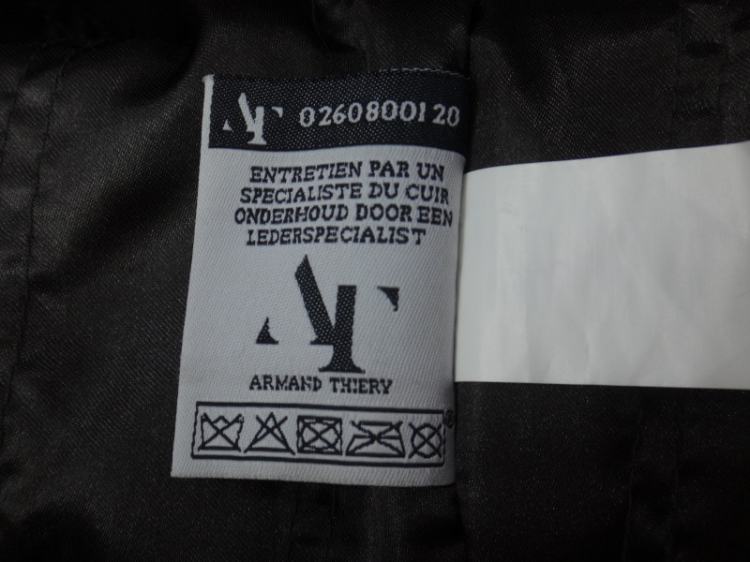 AT 0260800120
ENTRETIEN PAR UN
SPECIALISTE DU CUIR
ONDERHOUD DOOR EEN
LEDERSPECIALIST
AT
ARMAND THIERY
®